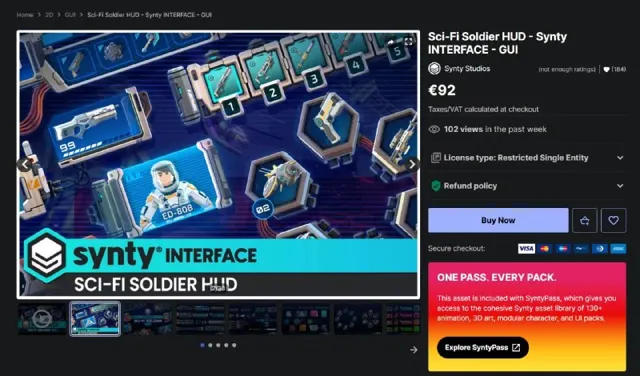 Home > 2D > GUI > Sci-Fi Soldier HUD - Synty INTERFACE - GUI
Sci-Fi Soldier HUD - Synty
INTERFACE - GUI
Synty Studios
(not enough ratings)
(184)
€92
Taxes/VAT calculated at checkout
102 views in the past week
License type: Restricted Single Entity
Refund policy
Buy Now
Secure checkout:
VISA
ONE PASS. EVERY PACK.
This asset is included with SyntyPass, which gives you
access to the cohesive Synty asset library of 130+
animation, 3D art, modular character, and UI packs.
Explore SyntyPass
1
2
3
4
5
99
ED-808
02
synty® INTERFACE
SCI-FI SOLDIER HUD